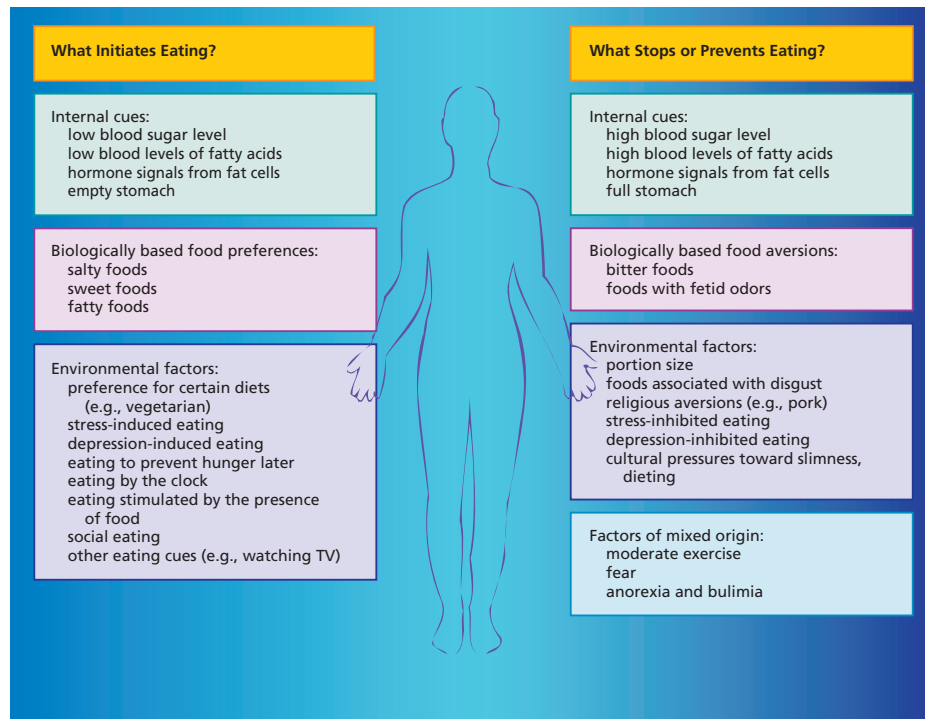 What Initiates Eating?
Internal cues:
low blood sugar level
low blood levels of fatty acids
hormone signals from fat cells
empty stomach
Biologically based food preferences:
salty foods
sweet foods
fatty foods
Environmental factors:
preference for certain diets
(e.g., vegetarian)
stress-induced eating
depression-induced eating
eating to prevent hunger later
eating by the clock
eating stimulated by the presence
of food
social eating
other eating cues (e.g., watching TV)
What Stops or Prevents Eating?
Internal cues:
high blood sugar level
high blood levels of fatty acids
hormone signals from fat cells
full stomach
Biologically based food aversions:
bitter foods
foods with fetid odors
Environmental factors:
portion size
foods associated with disgust
religious aversions (e.g., pork)
stress-inhibited eating
depression-inhibited eating
cultural pressures toward slimness,
dieting
Factors of mixed origin:
moderate exercise
fear
anorexia and bulimia